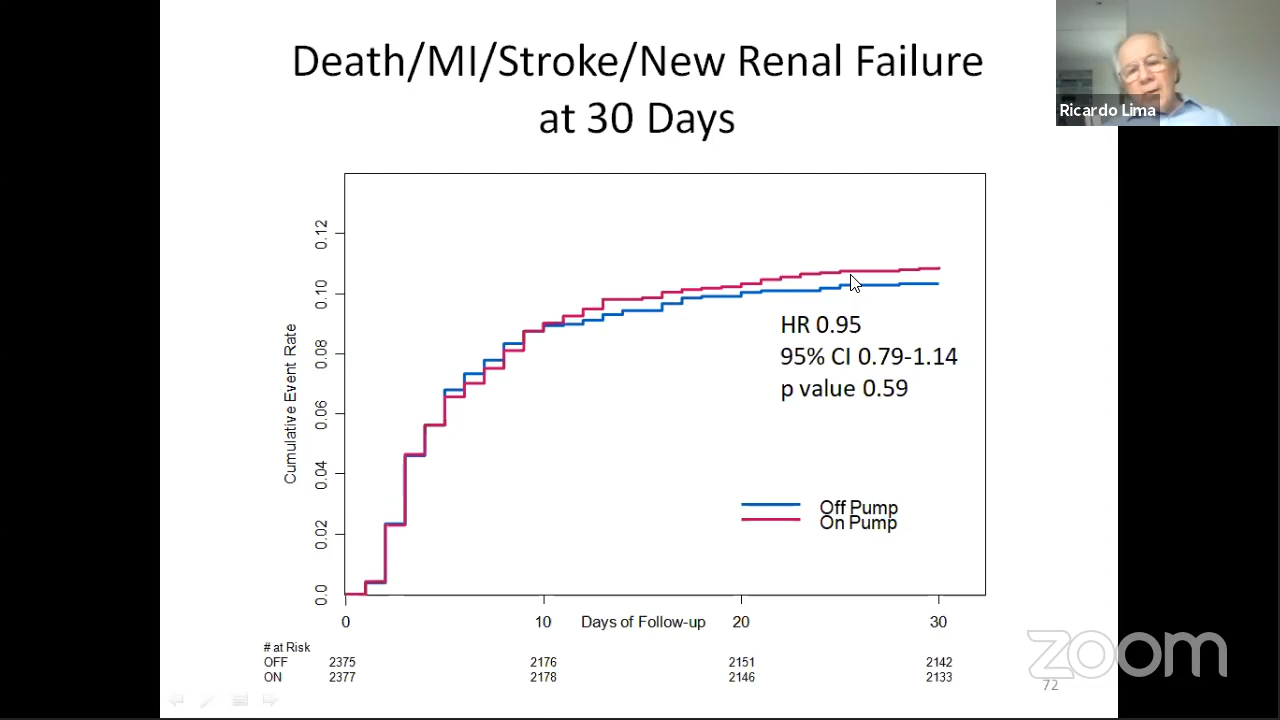 Death/MI/Stroke/New Renal Failure
at 30 Days
Ricardo Lima
0.12
0.10
0.08
0.06
0.04
0.02
0.0
Cumulative Event Rate
HR 0.95
95% CI 0.79-1.14
p value 0.59
Off Pump
On Pump
0 10 20 30
Days of Follow-up
# at Risk
OFF 2375 2176 2151 2142
ON 2377 2178 2146 2133
zoom
72